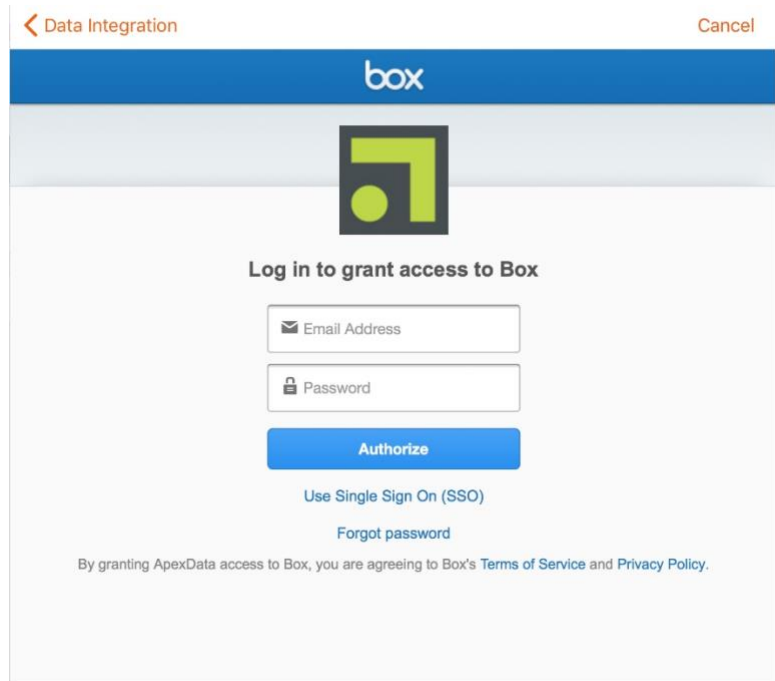 Data Integration
Cancel
box
Log in to grant access to Box
Email Address
Password
Authorize
Use Single Sign On (SSO)
Forgot password
By granting ApexData access to Box, you are agreeing to Box's Terms of Service and Privacy Policy.